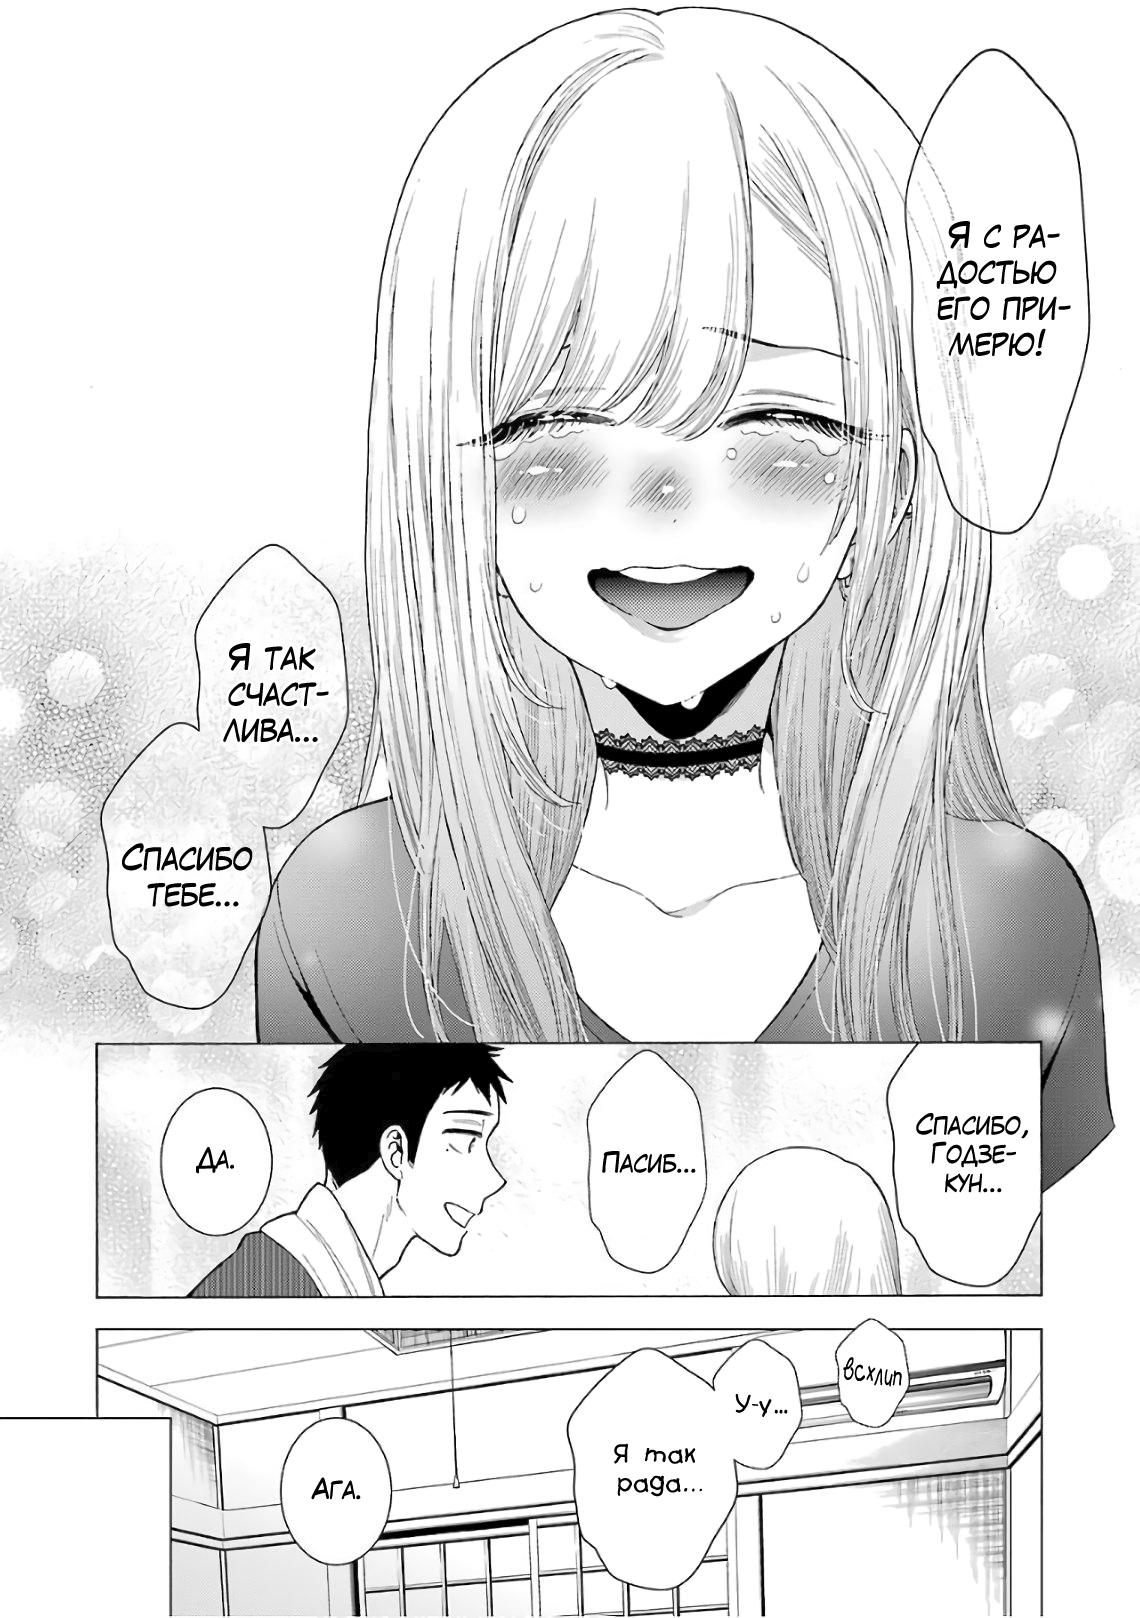 Я С РА-
ДОСТЬЮ
ЕГО ПРИ-
МЕРЮ!
Я ТАК
СЧАСТ-
ЛИВА...
СПАСИБО
ТЕБЕ...
СПАСИБО,
ГОДЗЕ-
КУН...
ПАСИБ...
ДА.
всхлип
У-у...
Я так
рада...
АГА.